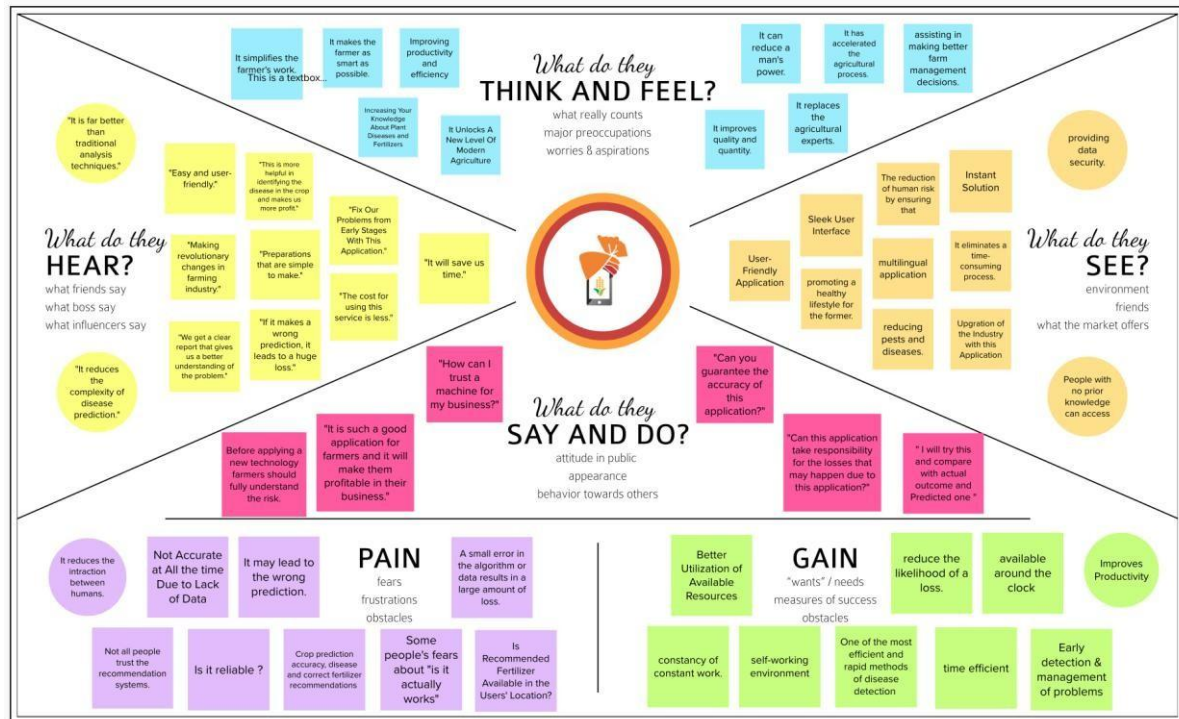 It simplifies the
farmer's work.
This is a textbox...
It makes the
farmer as
smart as
possible.
Improving
productivity
and
efficiency
Increasing Your
Knowledge
About Plant
Diseases and
Fertilizers
It Unlocks A
New Level Of
Modern
Agriculture
What do they
THINK AND FEEL?
what really counts
major preoccupations
worries & aspirations
It can
reduce a
man's
power.
It has
accelerated
the
agricultural
process.
assisting in
making better
farm
management
decisions.
It improves
quality and
quantity.
It replaces
the
agricultural
experts.
"It is far better
than
traditional
analysis
techniques."
"Easy and user-
friendly."
"This is more
helpful in
identifying the
disease in the crop
and makes us
more profit."
"Fix Our
Problems from
Early Stages
With This
Application."
What do they
HEAR?
what friends say
what boss say
what influencers say
"Making
revolutionary
changes in
farming
industry."
"Preparations
that are simple
to make."
"It will save us
time."
"The cost for
using this
service is less."
"We get a clear
report that gives
us a better
understanding of
the problem."
"If it makes a
wrong
prediction, it
leads to a huge
loss."
"It reduces
the
complexity of
disease
prediction."
providing
data
security.
The reduction
of human risk
by ensuring
that
Instant
Solution
Sleek User
Interface
User-
Friendly
Application
multilingual
application
It eliminates a
time-
consuming
process.
promoting a
healthy
lifestyle for
the former.
reducing
pests and
diseases.
Upgration of
the Industry
with this
Application
What do they
SEE?
environment
friends
what the market offers
People with
no prior
knowledge
can access
"How can I
trust a
machine for
my business?"
"Can you
guarantee the
accuracy of
this
application?"
What do they
SAY AND DO?
attitude in public
appearance
behavior towards others
Before applying a
new technology
farmers should
fully understand
the risk.
"It is such a good
application for
farmers and it will
make them
profitable in their
business."
"Can this application
take responsibility
for the losses that
may happen due to
this application?"
" I will try this
and compare
with actual
outcome and
Predicted one "
PAIN
fears
frustrations
obstacles
It reduces the
intraction
between
humans.
Not Accurate
at All the time
Due to Lack
of Data
It may lead to
the wrong
prediction.
A small error in
the algorithm or
data results in a
large amount of
loss.
Not all people
trust the
recommendation
systems.
Is it reliable ?
Crop prediction
accuracy, disease
and correct fertilizer
recommendations
Some
people's fears
about "is it
actually
works"
Is
Recommended
Fertilizer
Available in the
Users' Location?
GAIN
"wants" / needs
measures of success
obstacles
Better
Utilization of
Available
Resources
reduce the
likelihood of a
loss.
available
around the
clock
Improves
Productivity
constancy of
constant work.
self-working
environment
One of the most
efficient and
rapid methods
of disease
detection
time efficient
Early
detection &
management
of problems